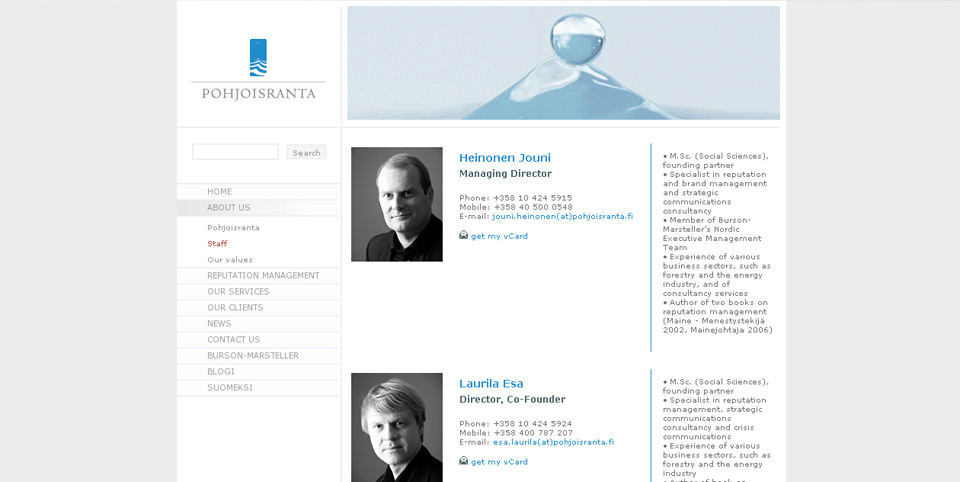 POHJOISRANTA
Search
HOME
ABOUT US
Pohjoisranta
Staff
Our values
REPUTATION MANAGEMENT
OUR SERVICES
OUR CLIENTS
NEWS
CONTACT US
BURSON-MARSTELLER
BLOGI
SUOMEKSI
Heinonen Jouni
Managing Director
Phone: +358 10 424 5915
Mobile: +358 40 500 0548
E-mail: jouni.heinonen(at)pohjoisranta.fi
get my vCard
• M.Sc. (Social Sciences),
founding partner
• Specialist in reputation
and brand management
and strategic
communications
consultancy
• Member of Burson-
Marsteller's Nordic
Executive Management
Team
• Experience of various
business sectors, such as
forestry and the energy
industry, and of
consultancy services
• Author of two books on
reputation management
(Maine - Menestystekijä
2002, Mainejohtaja 2006)
Laurila Esa
Director, Co-Founder
Phone: +358 10 424 5924
Mobile: +358 400 787 207
E-mail: esa.laurila(at)pohjoisranta.fi
get my vCard
• M.Sc. (Social Sciences),
founding partner
• Specialist in reputation
management, strategic
communications
consultancy and crisis
communications
• Experience of various
business sectors, such as
forestry and the energy
industry
• Author of book on